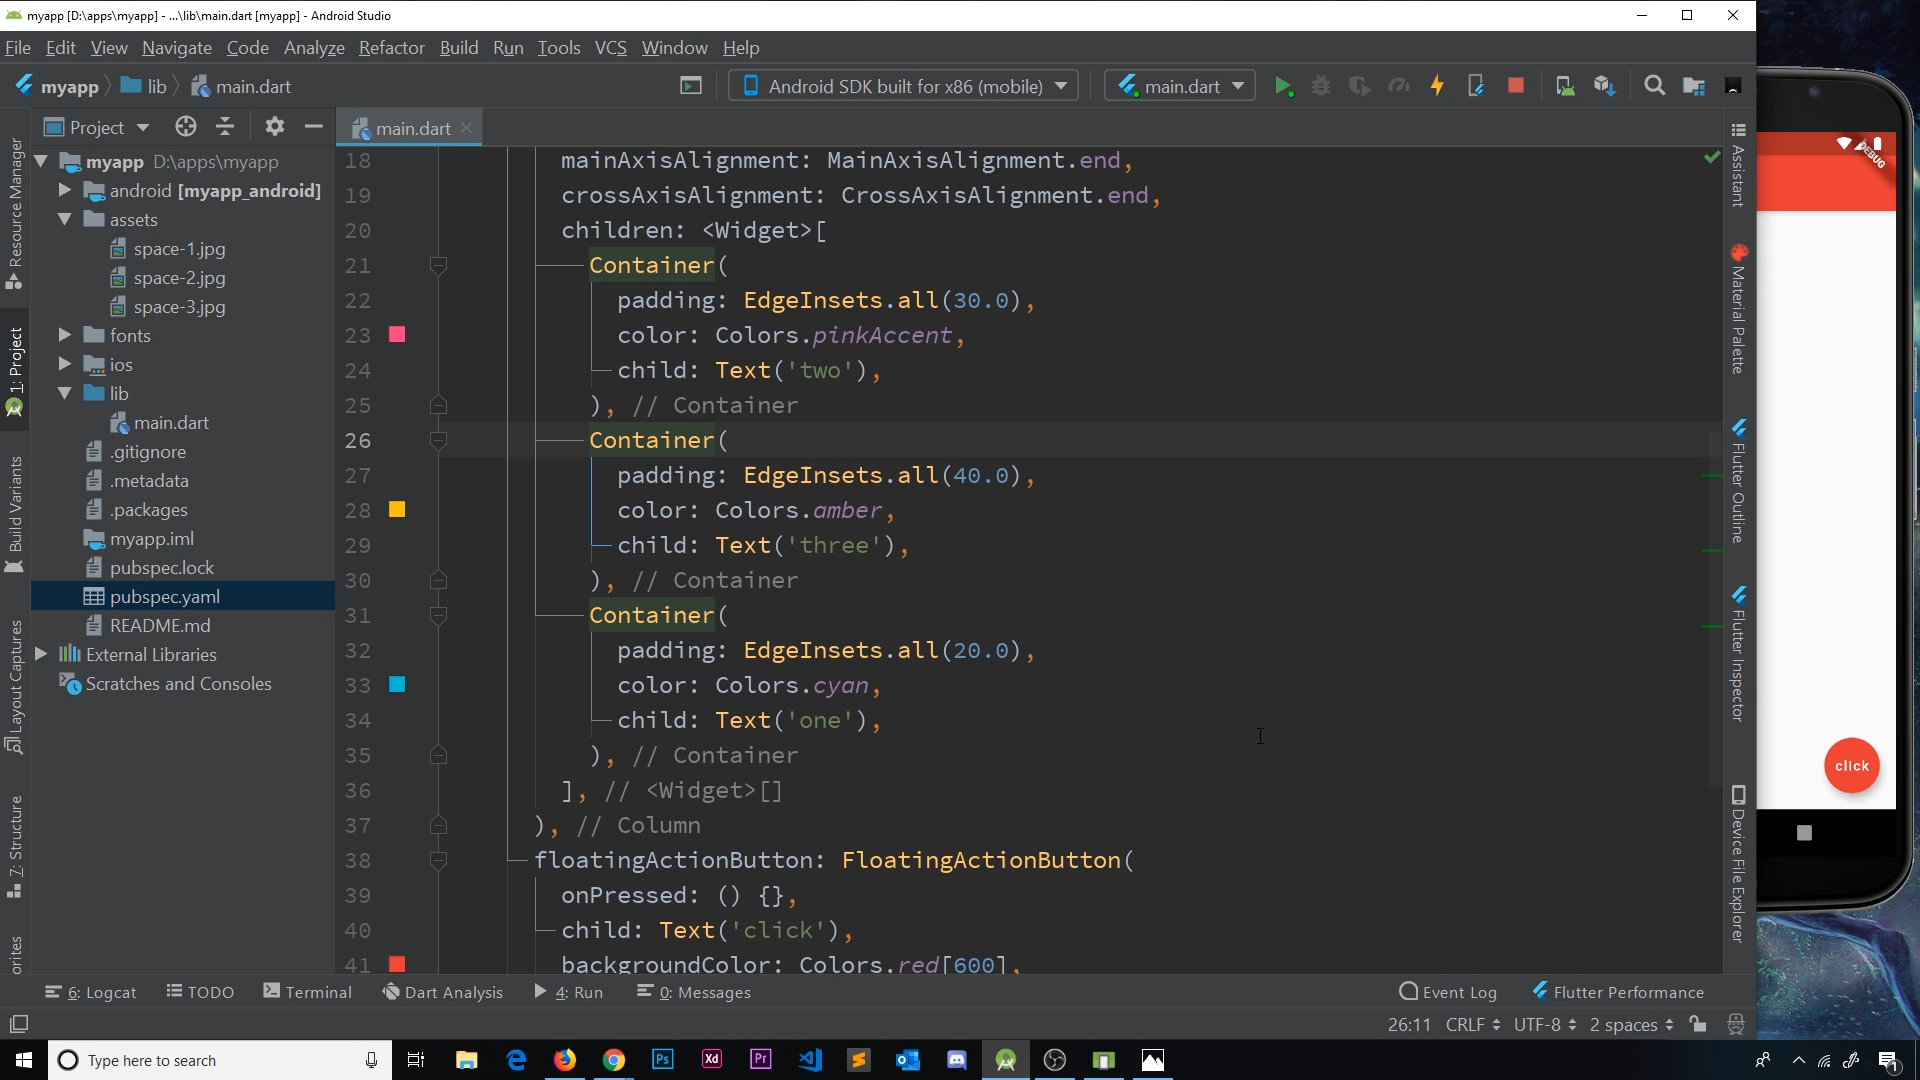 myapp [D:\apps\myapp] - ...\lib\main.dart [myapp] - Android Studio
File Edit View Navigate Code Analyze Refactor Build Run Tools VCS Window Help
myapp lib main.dart Android SDK built for x86 (mobile) main.dart
Project main.dart
myapp D:\apps\myapp
android [myapp_android]
assets
space-1.jpg
space-2.jpg
space-3.jpg
fonts
ios
lib
main.dart
.gitignore
.metadata
.packages
myapp.iml
pubspec.lock
pubspec.yaml
README.md
External Libraries
Scratches and Consoles
Resource Manager
1: Project
Build Variants
Layout Captures
7: Structure
orites
18 mainAxisAlignment: MainAxisAlignment.end,
19 crossAxisAlignment: CrossAxisAlignment.end,
20 children: <Widget>[
21 Container(
22 padding: EdgeInsets.all(30.0),
23 color: Colors.pinkAccent,
24 child: Text('two'),
25 ), // Container
26 Container(
27 padding: EdgeInsets.all(40.0),
28 color: Colors.amber,
29 child: Text('three'),
30 ), // Container
31 Container(
32 padding: EdgeInsets.all(20.0),
33 color: Colors.cyan,
34 child: Text('one'),
35 ), // Container
36 ], // <Widget>[]
37 ), // Column
38 floatingActionButton: FloatingActionButton(
39 onPressed: () {},
40 child: Text('click'),
41 backgroundColor: Colors.red[600],
Assistant
Material Palette
Flutter Outline
Flutter Inspector
Device File Explorer
DEBUG
click
6: Logcat TODO Terminal Dart Analysis 4: Run 0: Messages Event Log Flutter Performance
26:11 CRLF UTF-8 2 spaces
Type here to search Ps Xd Pr 1